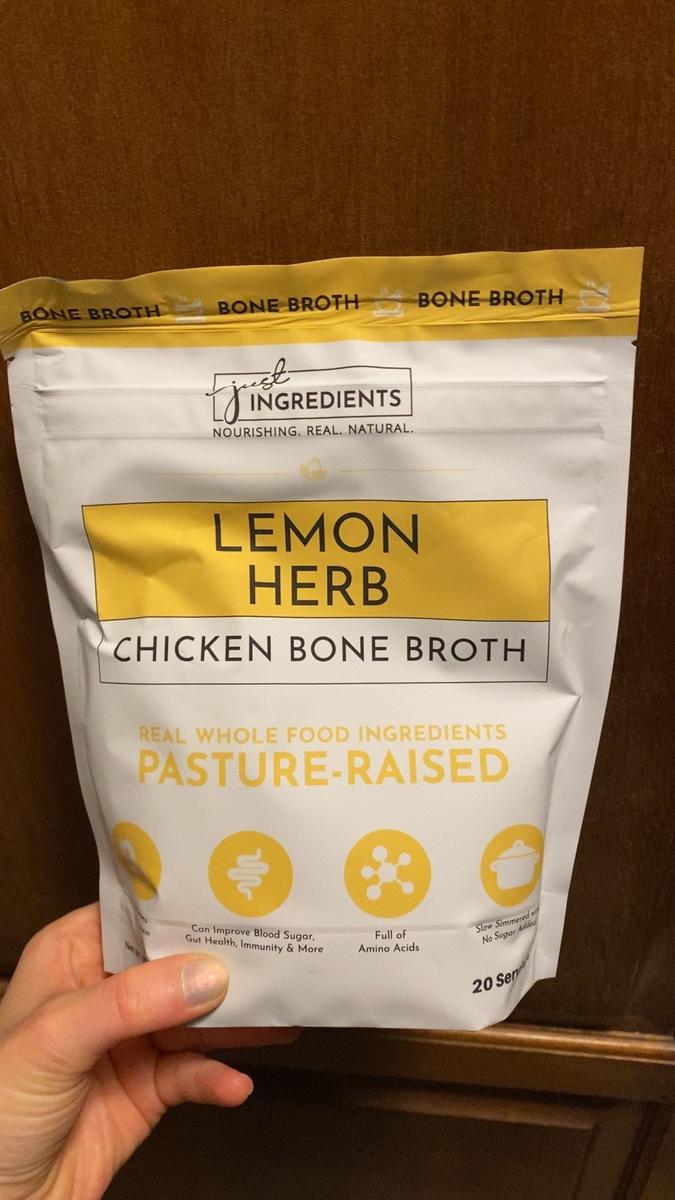 BONE BROTH BONE BROTH BONE BROTH
just
INGREDIENTS
NOURISHING. REAL. NATURAL.
LEMON
HERB
CHICKEN BONE BROTH
REAL WHOLE FOOD INGREDIENTS
PASTURE-RAISED
Can Improve Blood Sugar,
Gut Health, Immunity & More
Full of
Amino Acids
Slow Simmered
No Sugar Added
20